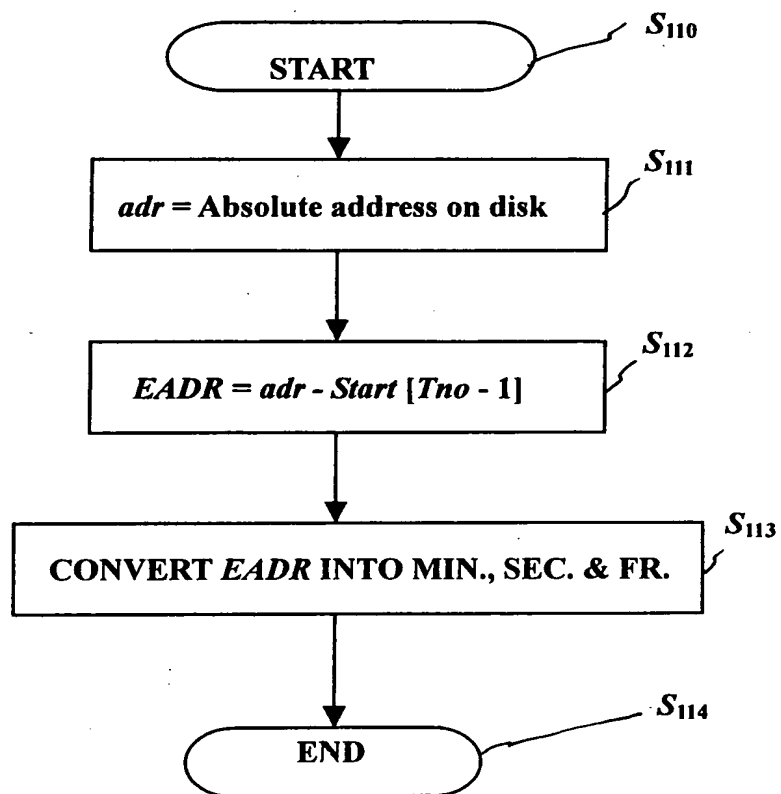 S110
START
S111
adr = Absolute address on disk
S112
EADR = adr - Start [Tno - 1]
S113
CONVERT EADR INTO MIN., SEC. & FR.
S114
END